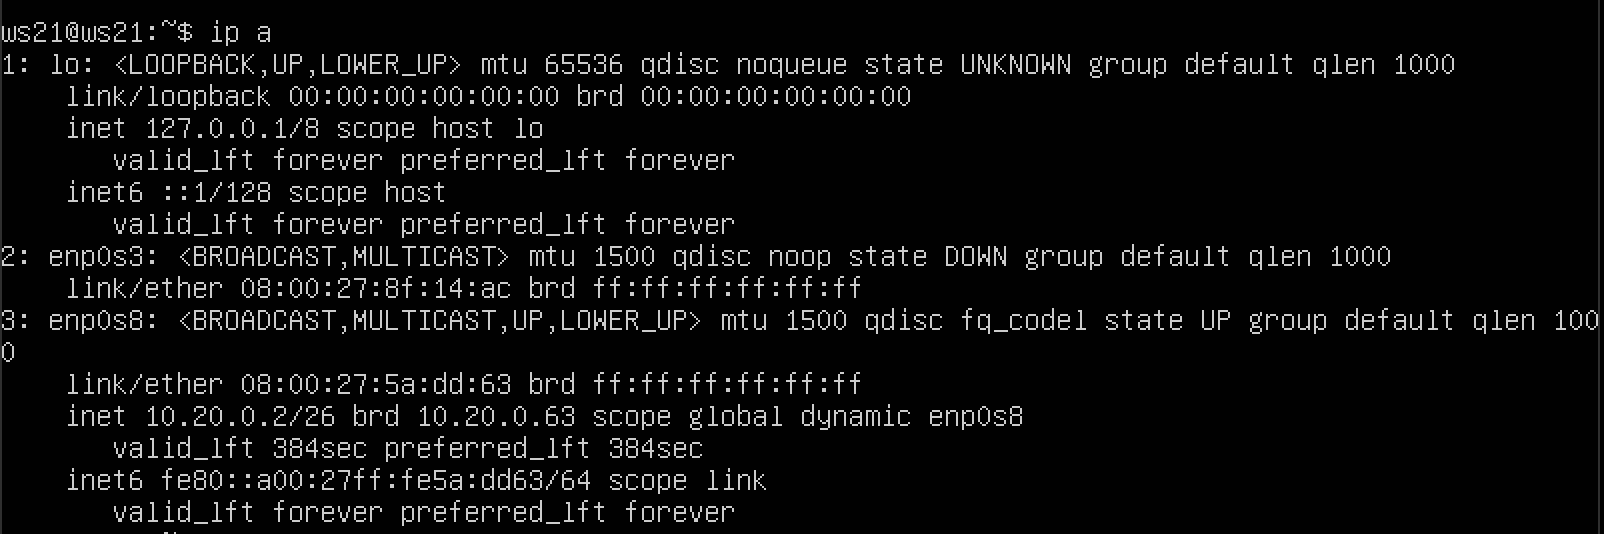 ws21@ws21:~$ ip a
1: lo: <LOOPBACK,UP,LOWER_UP> mtu 65536 qdisc noqueue state UNKNOWN group default qlen 1000
    link/loopback 00:00:00:00:00:00 brd 00:00:00:00:00:00
    inet 127.0.0.1/8 scope host lo
       valid_lft forever preferred_lft forever
    inet6 ::1/128 scope host
       valid_lft forever preferred_lft forever
2: enp0s3: <BROADCAST,MULTICAST> mtu 1500 qdisc noop state DOWN group default qlen 1000
    link/ether 08:00:27:8f:14:ac brd ff:ff:ff:ff:ff:ff
3: enp0s8: <BROADCAST,MULTICAST,UP,LOWER_UP> mtu 1500 qdisc fq_codel state UP group default qlen 100
0
    link/ether 08:00:27:5a:dd:63 brd ff:ff:ff:ff:ff:ff
    inet 10.20.0.2/26 brd 10.20.0.63 scope global dynamic enp0s8
       valid_lft 384sec preferred_lft 384sec
    inet6 fe80::a00:27ff:fe5a:dd63/64 scope link
       valid_lft forever preferred_lft forever